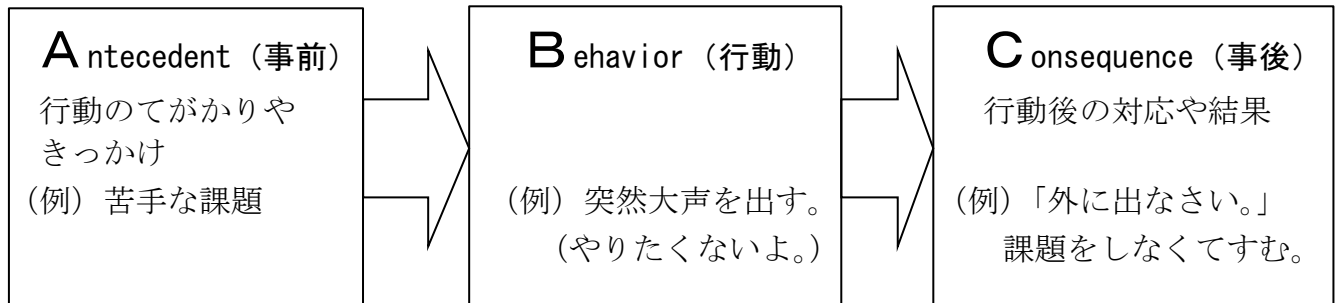 Antecedent（事前）
行動のてがかりや
きっかけ
（例）苦手な課題
Behavior（行動）
（例）突然大声を出す。
（やりたくないよ。）
Consequence（事後）
行動後の対応や結果
（例）「外に出なさい。」
課題をしなくてすむ。